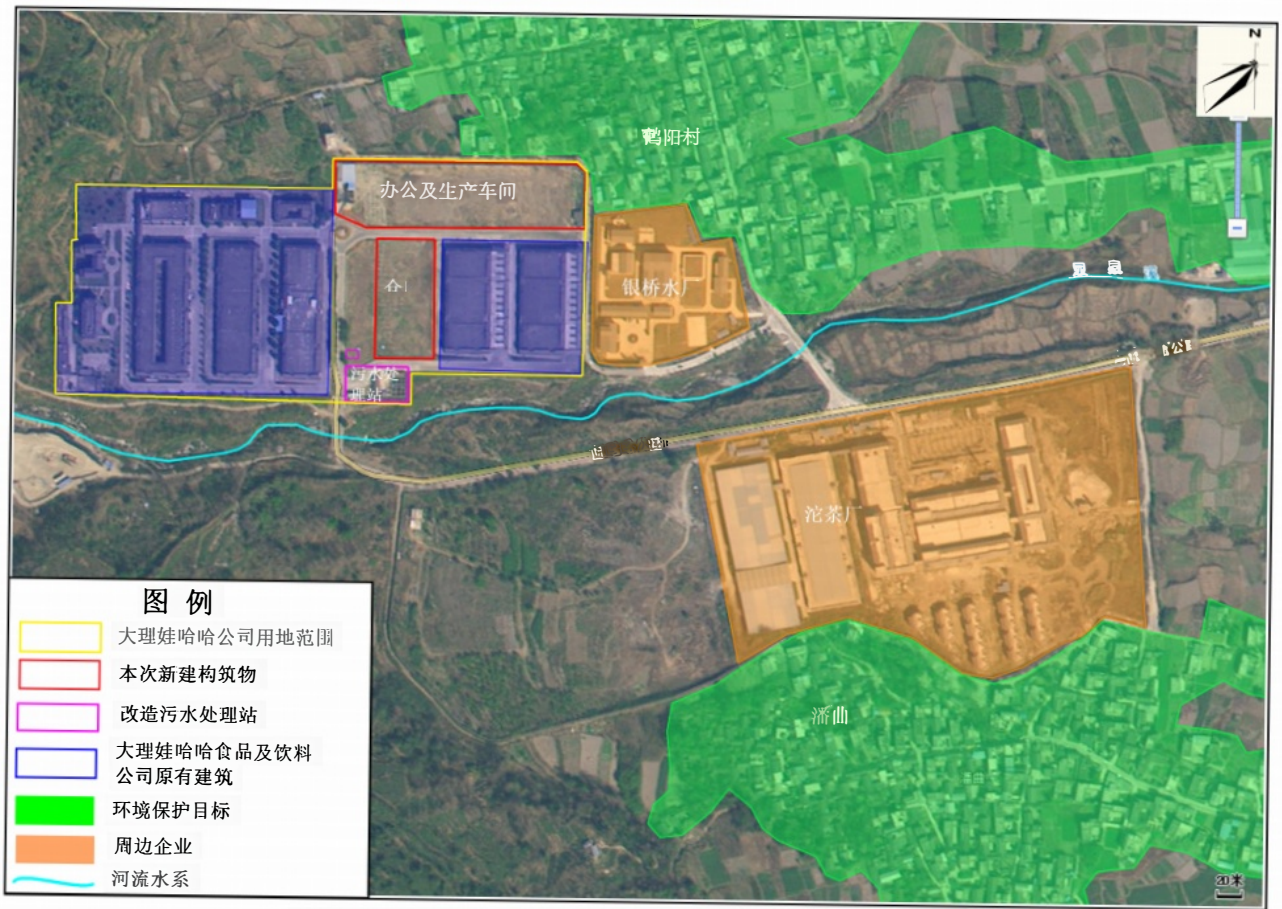 N
鹤阳村
办公及生产车间
银桥水厂
污水处
理站
沱茶厂
图 例
大理娃哈哈公司用地范围
本次新建构筑物
改造污水处理站
大理娃哈哈食品及饮料
公司原有建筑
环境保护目标
周边企业
河流水系
20米